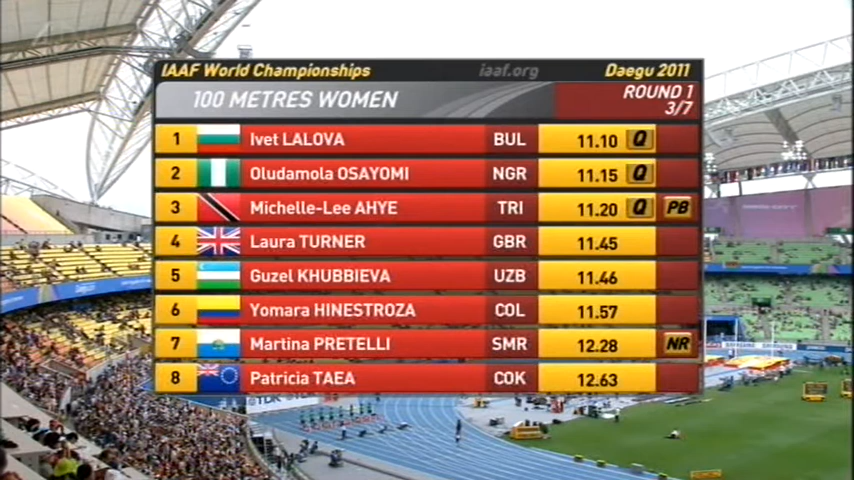 IAAF World Championships iaaf.org Daegu 2011
100 METRES WOMEN ROUND 1
3/7
1 Ivet LALOVA BUL 11.10 Q
2 Oludamola OSAYOMI NGR 11.15 Q
3 Michelle-Lee AHYE TRI 11.20 Q PB
4 Laura TURNER GBR 11.45
5 Guzel KHUBBIEVA UZB 11.46
6 Yomara HINESTROZA COL 11.57
7 Martina PRETELLI SMR 12.28 NR
8 Patricia TAEA COK 12.63